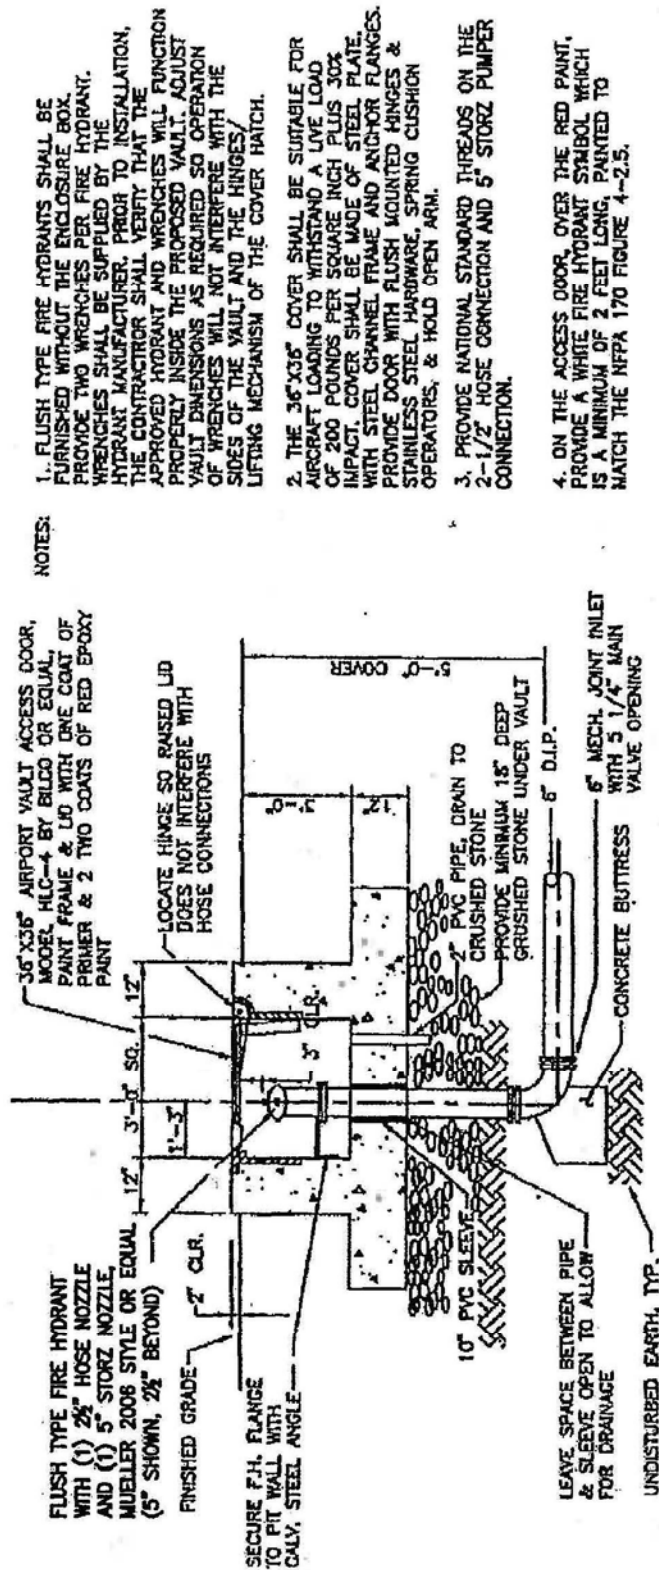 FLUSH TYPE FIRE HYDRANT
WITH (1) 2½" HOSE NOZZLE
AND (1) 5" STORZ NOZZLE,
MUELLER 2008 STYLE OR EQUAL
(5" SHOWN, 2½" BEYOND)
FINISHED GRADE
2" CLR.
SECURE F.H. FLANGE
TO PIT WALL WITH
GALV. STEEL ANGLE
10" PVC SLEEVE
LEAVE SPACE BETWEEN PIPE
& SLEEVE OPEN TO ALLOW
FOR DRAINAGE
UNDISTURBED EARTH, TYP.
12"
3'-0" SQ.
12"
1'-3"
3"
CLR.
36"X36" AIRPORT VAULT ACCESS DOOR,
MODEL HLC-4 BY BILCO OR EQUAL,
PAINT FRAME & LID WITH ONE COAT OF
PRIMER & 2 TWO COATS OF RED EPOXY
PAINT
LOCATE HINGE SO RAISED LID
DOES NOT INTERFERE WITH
HOSE CONNECTIONS
3'-0"
12"
5'-0" COVER
2" PVC PIPE, DRAIN TO
CRUSHED STONE
PROVIDE MINIMUM 18" DEEP
CRUSHED STONE UNDER VAULT
6" D.I.P.
6" MECH. JOINT INLET
WITH 5 1/4" MAIN
VALVE OPENING
CONCRETE BUTTRESS
NOTES:
1. FLUSH TYPE FIRE HYDRANTS SHALL BE
FURNISHED WITHOUT THE ENCLOSURE BOX.
PROVIDE TWO WRENCHES PER FIRE HYDRANT.
WRENCHES SHALL BE SUPPLIED BY THE
HYDRANT MANUFACTURER. PRIOR TO INSTALLATION,
THE CONTRACTROR SHALL VERIFY THAT THE
APPROVED HYDRANT AND WRENCHES WILL FUNCTION
PROPERLY INSIDE THE PROPOSED VAULT. ADJUST
VAULT DIMENSIONS AS REQUIRED SO OPERATION
OF WRENCHES WILL NOT INTERFERE WITH THE
SIDES OF THE VAULT AND THE HINGES/
LIFTING MECHANISM OF THE COVER HATCH.
2. THE 36"X36" COVER SHALL BE SUITABLE FOR
AIRCRAFT LOADING TO WITHSTAND A LIVE LOAD
OF 200 POUNDS PER SQUARE INCH PLUS 30%
IMPACT. COVER SHALL BE MADE OF STEEL PLATE,
WITH STEEL CHANNEL FRAME AND ANCHOR FLANGES.
PROVIDE DOOR WITH FLUSH MOUNTED HINGES &
STAINLESS STEEL HARDWARE, SPRING CUSHION
OPERATORS, & HOLD OPEN ARM.
3. PROVIDE NATIONAL STANDARD THREADS ON THE
2-1/2" HOSE CONNECTION AND 5" STORZ PUMPER
CONNECTION.
4. ON THE ACCESS DOOR, OVER THE RED PAINT,
PROVIDE A WHITE FIRE HYDRANT SYMBOL WHICH
IS A MINIMUM OF 2 FEET LONG, PAINTED TO
MATCH THE NFPA 170 FIGURE 4-2.5.